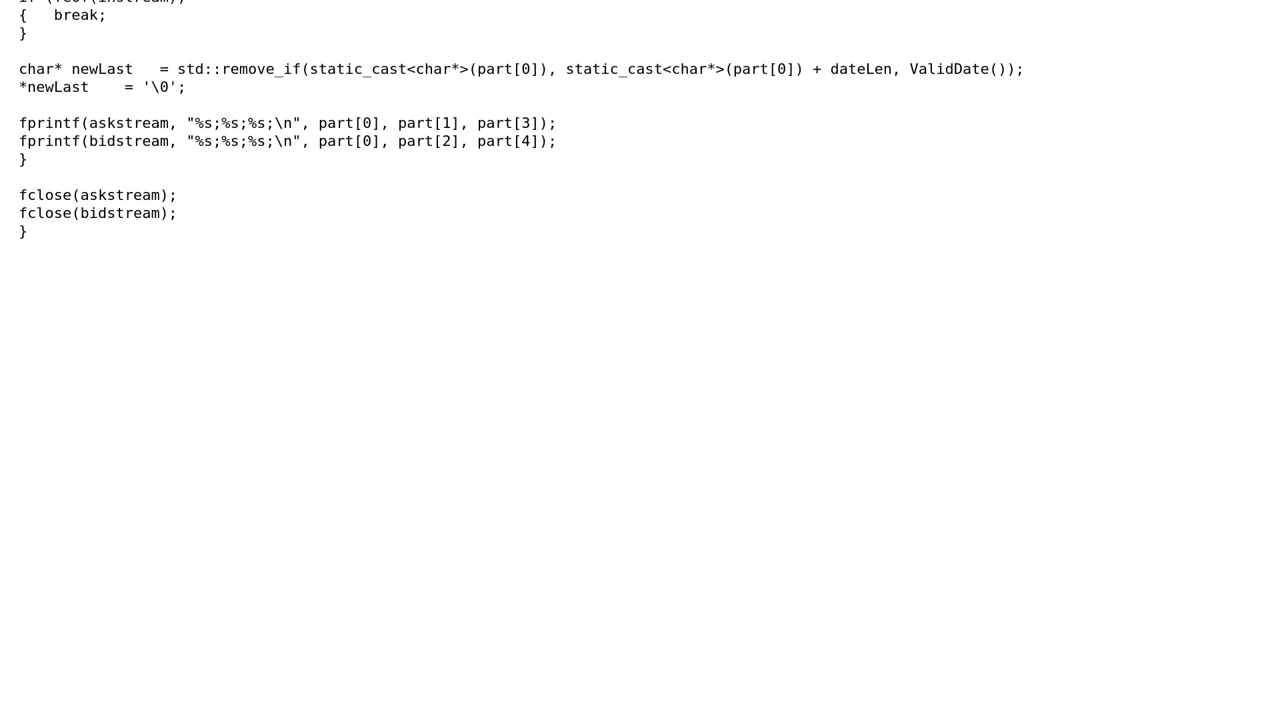 {   break;
}

char* newLast   = std::remove_if(static_cast<char*>(part[0]), static_cast<char*>(part[0]) + dateLen, ValidDate());
*newLast    = '\0';

fprintf(askstream, "%s;%s;%s;\n", part[0], part[1], part[3]);
fprintf(bidstream, "%s;%s;%s;\n", part[0], part[2], part[4]);
}

fclose(askstream);
fclose(bidstream);
}